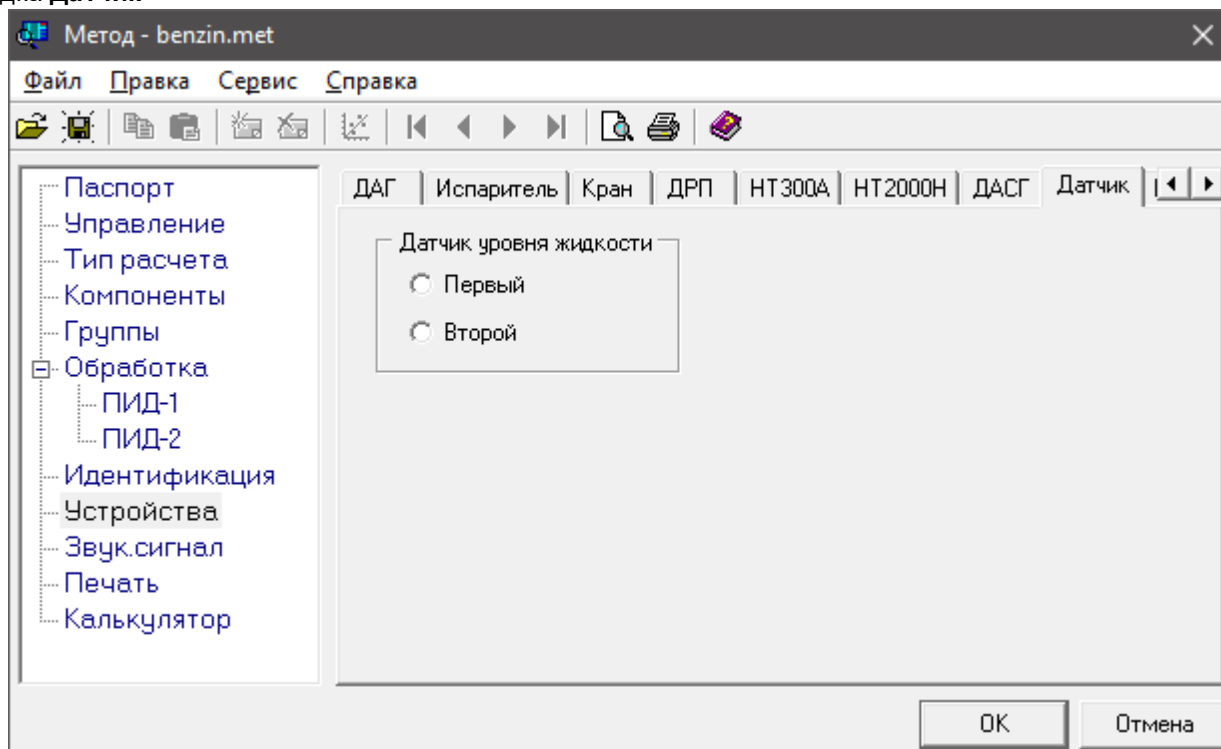 Метод - benzin.met
Файл Правка Сервис Справка
Паспорт
Управление
Тип расчета
Компоненты
Группы
Обработка
ПИД-1
ПИД-2
Идентификация
Устройства
Звук.сигнал
Печать
Калькулятор
ДАГ Испаритель Кран ДРП НТ300А НТ2000Н ДАСГ Датчик
Датчик уровня жидкости
Первый
Второй
OK Отмена